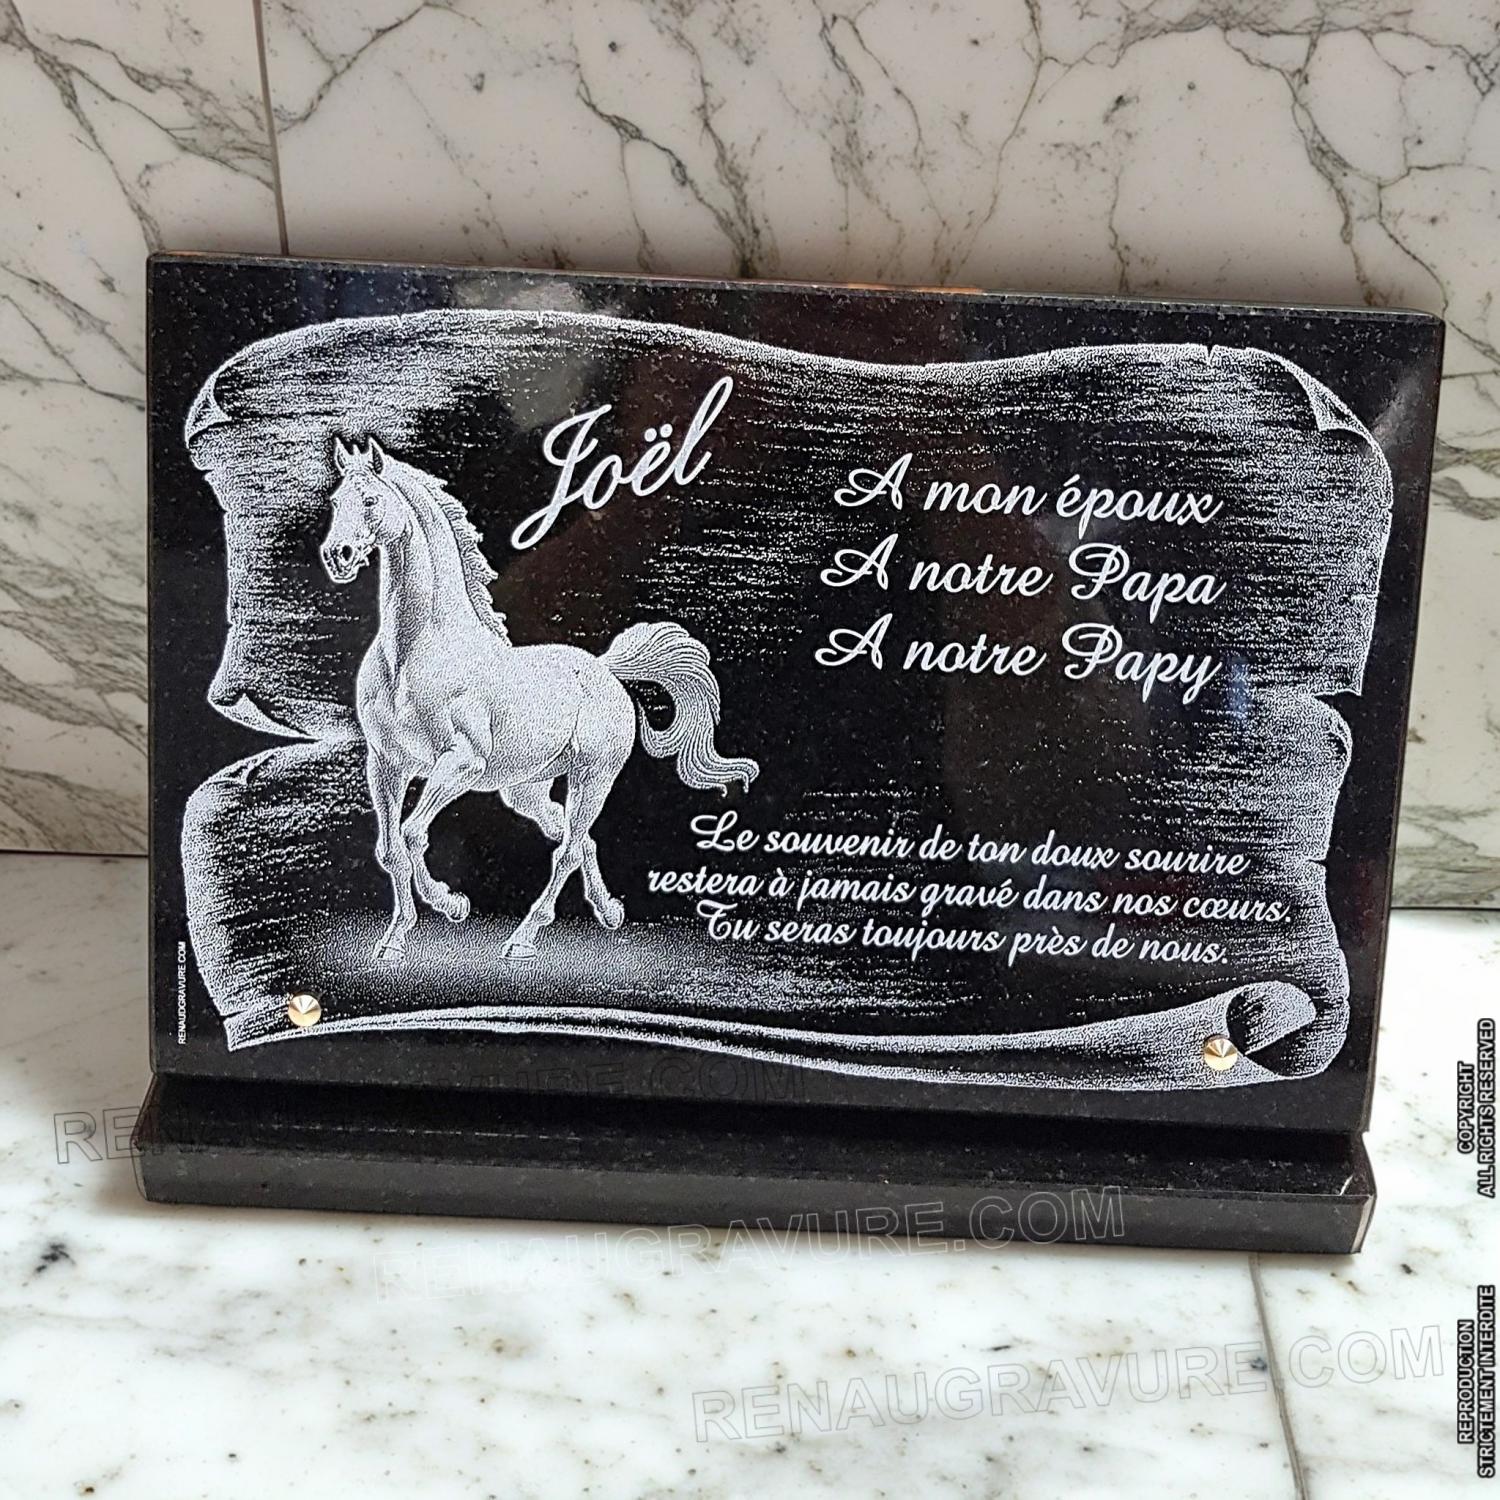 Joël
A mon époux
A notre Papa
A notre Papy
Le souvenir de ton doux sourire
restera à jamais gravé dans nos cœurs.
Tu seras toujours près de nous.
RENAUDGRAVURE.COM
RENAUGRAVURE.COM
RENAUGRAVURE.COM
RENAUGRAVURE.COM
COPYRIGHT
ALL RIGHTS RESERVED
REPRODUCTION
STRICTEMENT INTERDITE